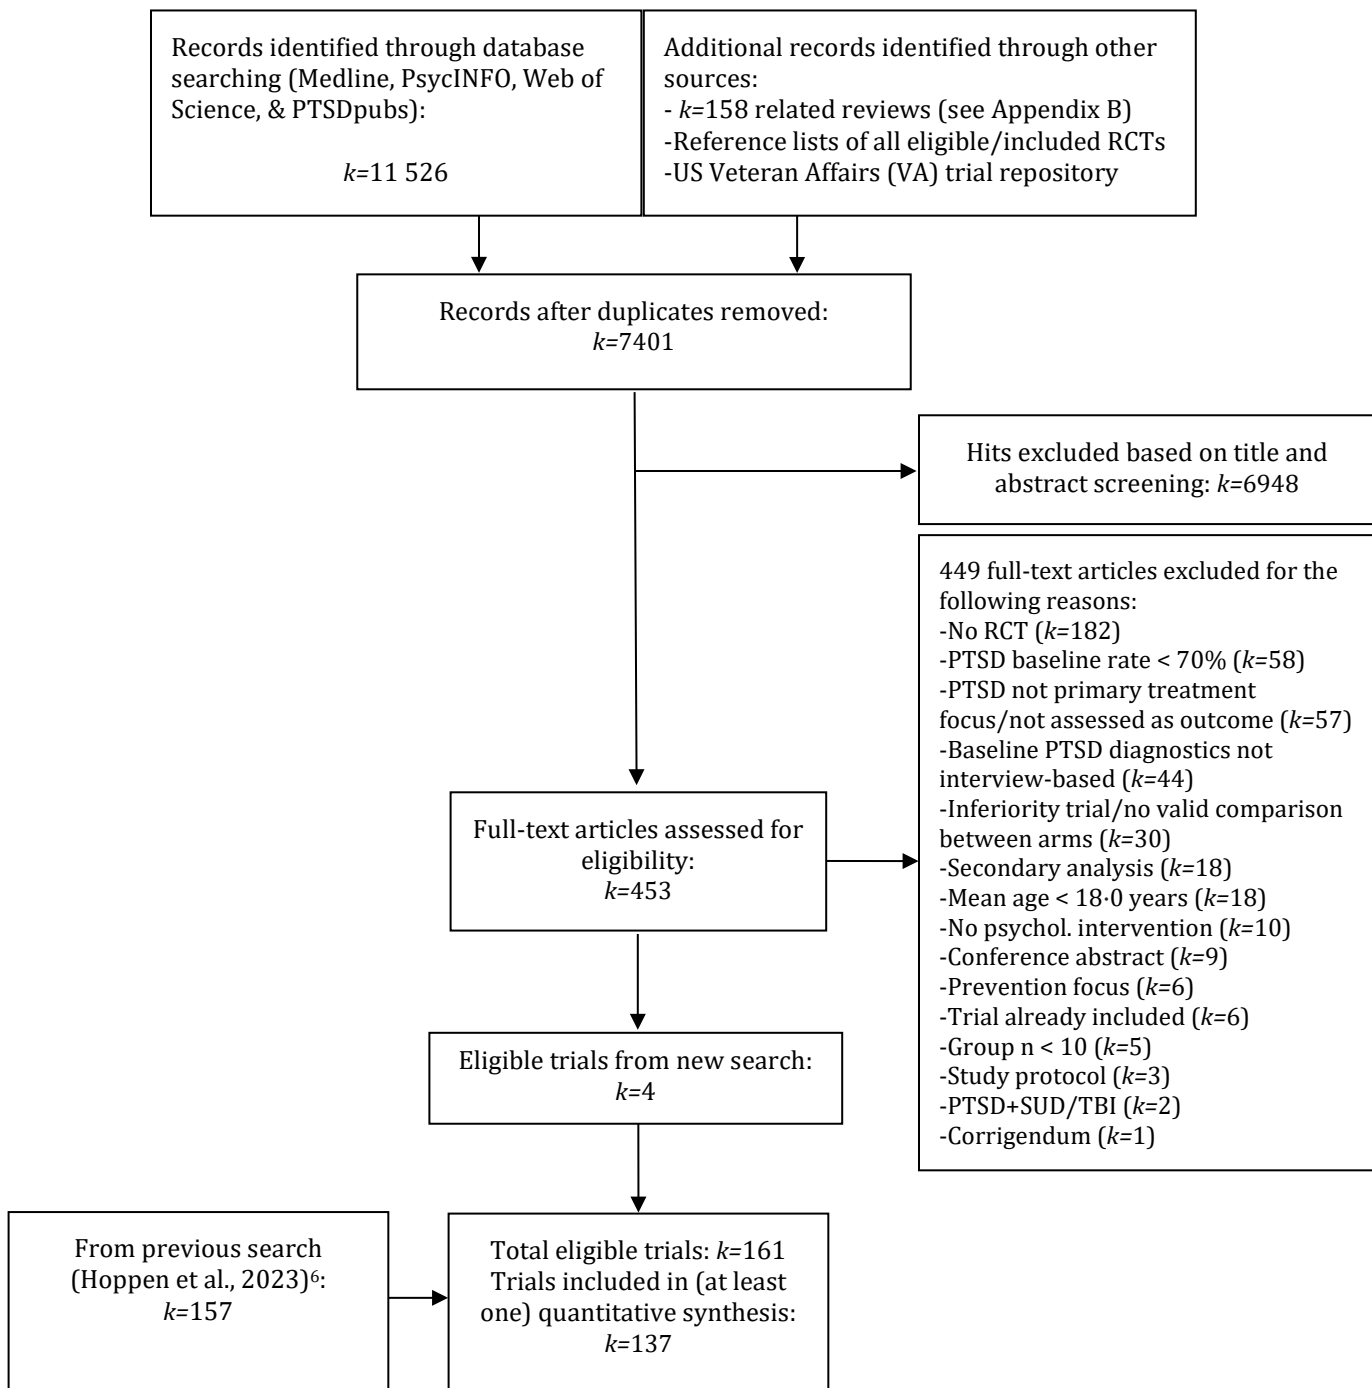 Records identified through database
searching (Medline, PsycINFO, Web of
Science, & PTSDpubs):
k=11 526
Additional records identified through other
sources:
- k=158 related reviews (see Appendix B)
-Reference lists of all eligible/included RCTs
-US Veteran Affairs (VA) trial repository
Records after duplicates removed:
k=7401
Hits excluded based on title and
abstract screening: k=6948
449 full-text articles excluded for the
following reasons:
-No RCT (k=182)
-PTSD baseline rate < 70% (k=58)
-PTSD not primary treatment
focus/not assessed as outcome (k=57)
-Baseline PTSD diagnostics not
interview-based (k=44)
-Inferiority trial/no valid comparison
between arms (k=30)
-Secondary analysis (k=18)
-Mean age < 18·0 years (k=18)
-No psychol. intervention (k=10)
-Conference abstract (k=9)
-Prevention focus (k=6)
-Trial already included (k=6)
-Group n < 10 (k=5)
-Study protocol (k=3)
-PTSD+SUD/TBI (k=2)
-Corrigendum (k=1)
Full-text articles assessed for
eligibility:
k=453
Eligible trials from new search:
k=4
From previous search
(Hoppen et al., 2023)⁶:
k=157
Total eligible trials: k=161
Trials included in (at least
one) quantitative synthesis:
k=137